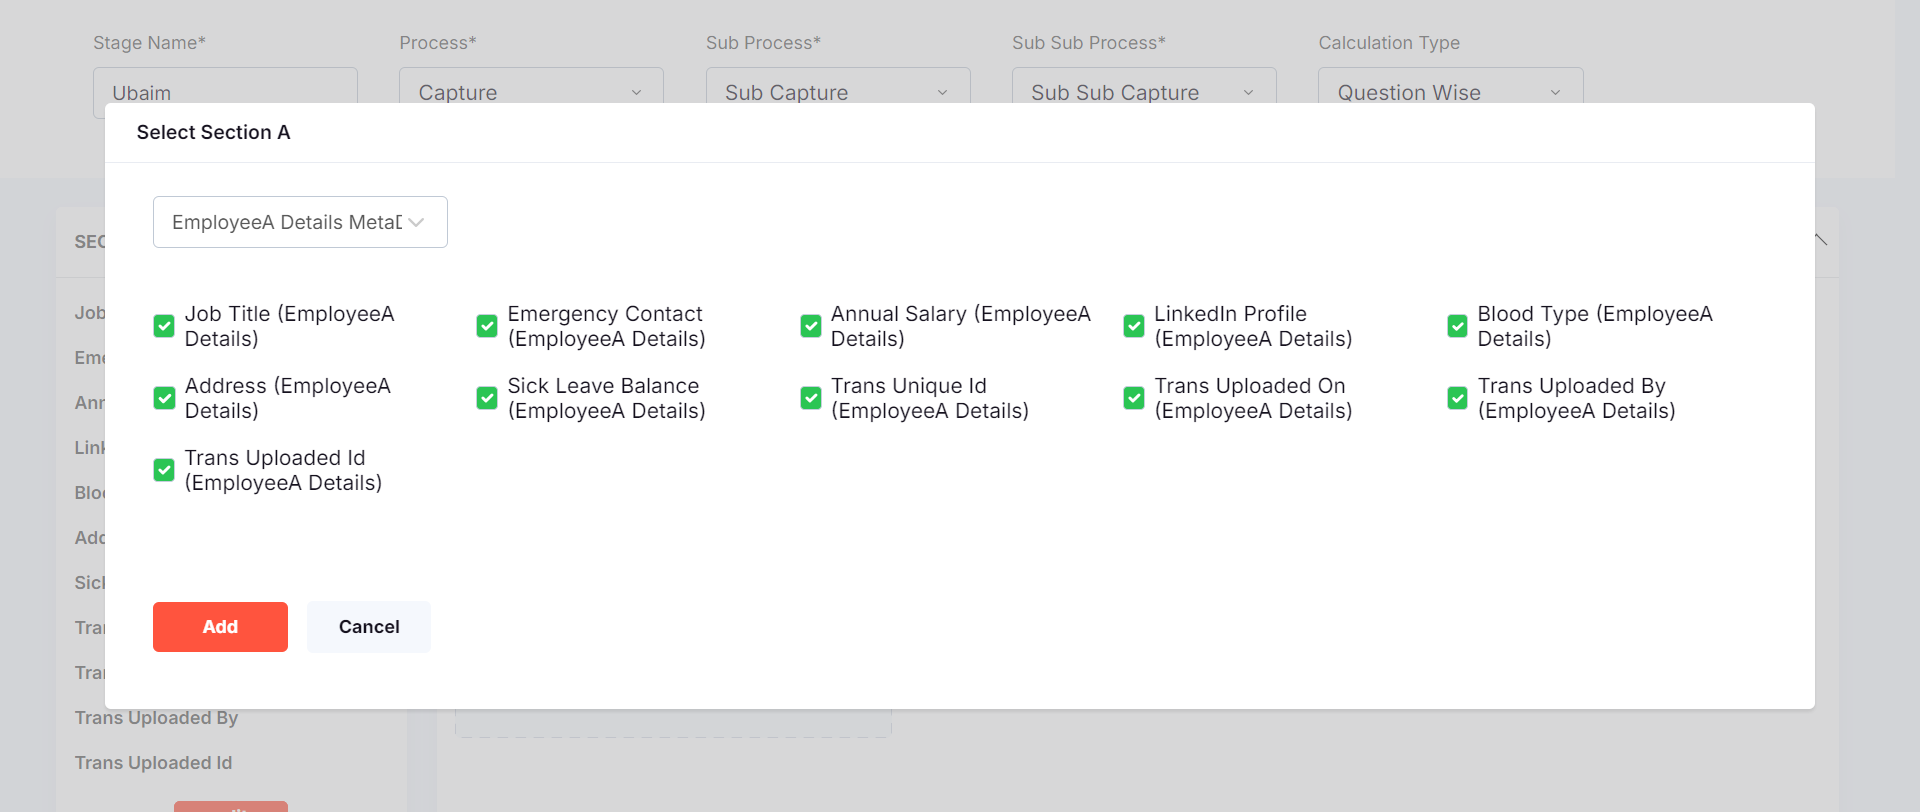 Stage Name* Process* Sub Process* Sub Sub Process* Calculation Type
Ubaim Capture Sub Capture Sub Sub Capture Question Wise
Select Section A
EmployeeA Details Meta
SEC
Job Title (EmployeeA Details)
Emergency Contact (EmployeeA Details)
Annual Salary (EmployeeA Details)
LinkedIn Profile (EmployeeA Details)
Blood Type (EmployeeA Details)
Address (EmployeeA Details)
Sick Leave Balance (EmployeeA Details)
Trans Unique Id (EmployeeA Details)
Trans Uploaded On (EmployeeA Details)
Trans Uploaded By (EmployeeA Details)
Trans Uploaded Id (EmployeeA Details)
Add Cancel
Job
Eme
Ann
Link
Bloo
Add
Sick
Tra
Tra
Trans Uploaded By
Trans Uploaded Id